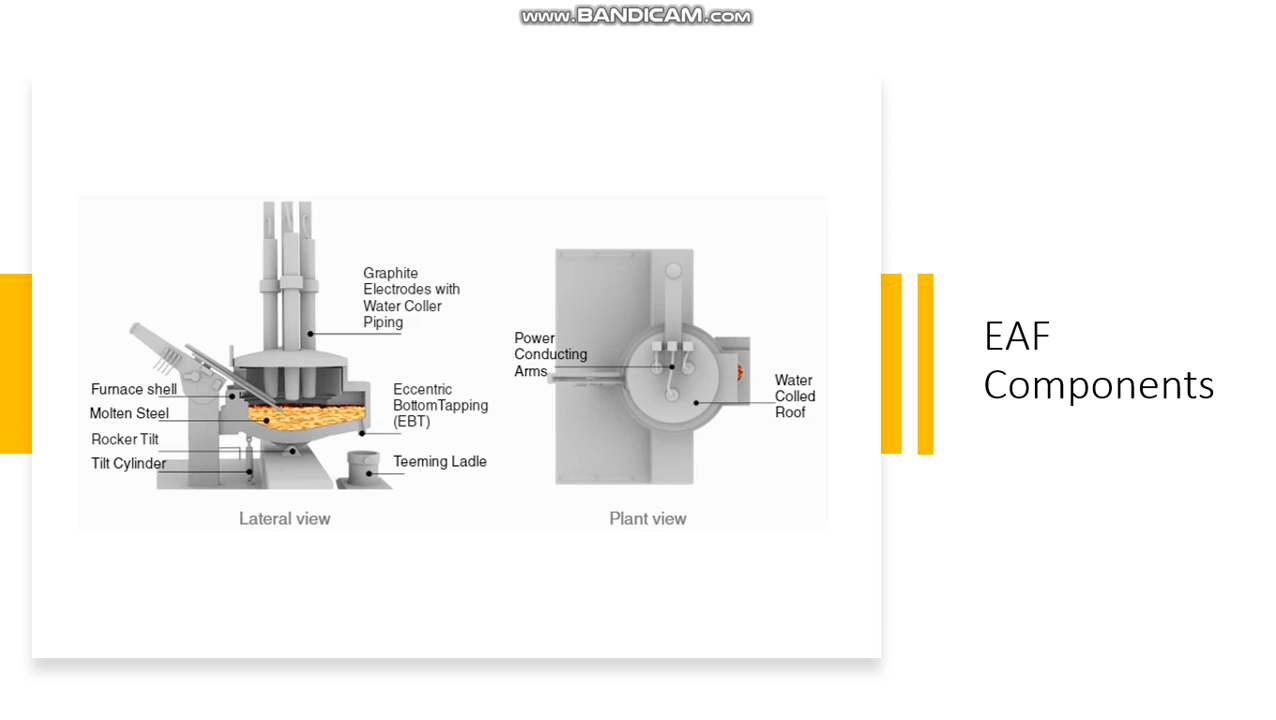 www.BANDICAM.com
Graphite
Electrodes with
Water Coller
Piping
Furnace shell
Molten Steel
Rocker Tilt
Tilt Cylinder
Eccentric
BottomTapping
(EBT)
Teeming Ladle
Lateral view
Power
Conducting
Arms
Water
Colled
Roof
Plant view
EAF
Components